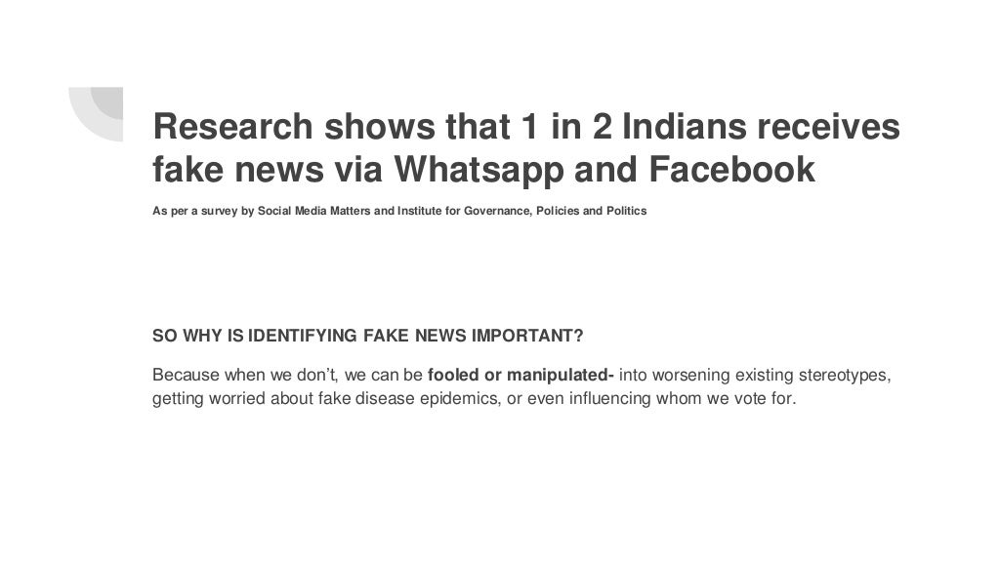 Research shows that 1 in 2 Indians receives
fake news via Whatsapp and Facebook
As per a survey by Social Media Matters and Institute for Governance, Policies and Politics
SO WHY IS IDENTIFYING FAKE NEWS IMPORTANT?
Because when we don’t, we can be fooled or manipulated- into worsening existing stereotypes,
getting worried about fake disease epidemics, or even influencing whom we vote for.